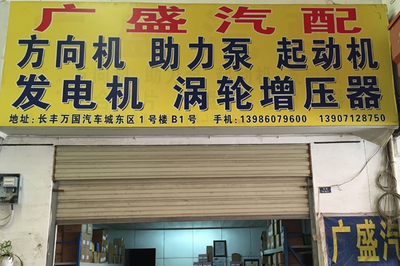 广盛汽配
方向机 助力泵 起动机
发电机 涡轮增压器
地址:长丰万国汽车城东区1号楼B1号 手机:13986079600 13907128750
广盛汽配